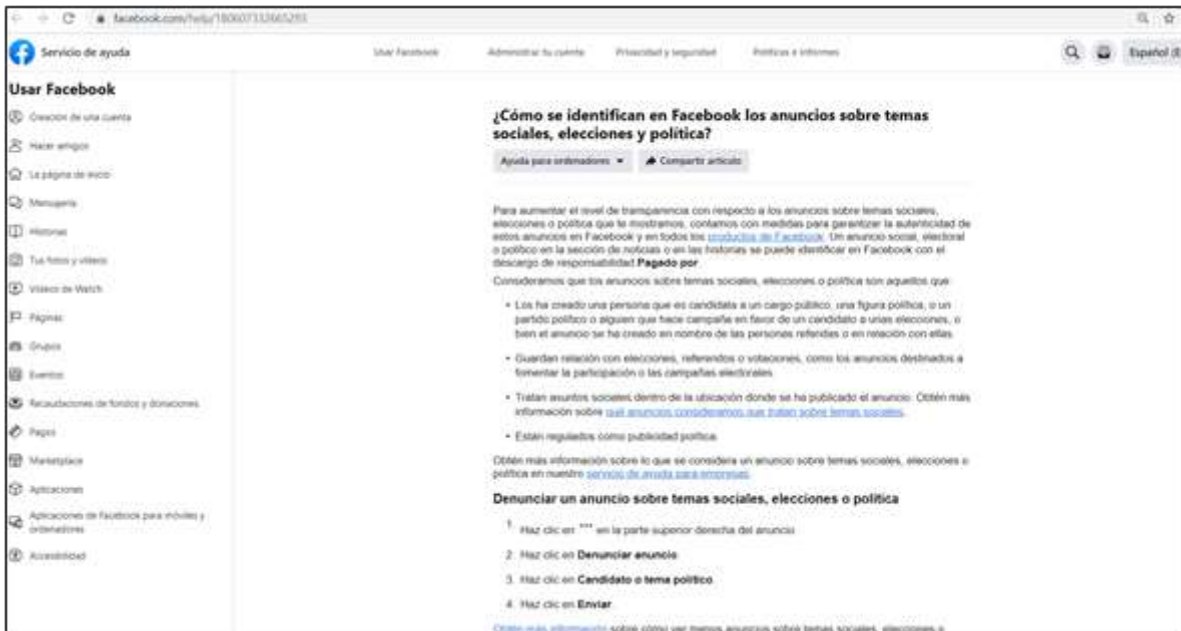 facebook.com/help/180607332665293
Servicio de ayuda
Usar Facebook
Administrar tu cuenta
Privacidad y seguridad
Políticas e informes
Español (E
Usar Facebook
Creación de una cuenta
Hacer amigos
La página de inicio
Mensajería
Historias
Tus fotos y vídeos
Vídeos de Watch
Páginas
Grupos
Eventos
Recaudaciones de fondos y donaciones
Pagos
Marketplace
Aplicaciones
Aplicaciones de Facebook para móviles y
ordenadores
Accesibilidad
¿Cómo se identifican en Facebook los anuncios sobre temas
sociales, elecciones y política?
Ayuda para ordenadores
Compartir artículo
Para aumentar el nivel de transparencia con respecto a los anuncios sobre temas sociales,
elecciones o política que te mostramos, contamos con medidas para garantizar la autenticidad de
estos anuncios en Facebook y en todos los productos de Facebook. Un anuncio social, electoral
o político en la sección de noticias o en las historias se puede identificar en Facebook con el
descargo de responsabilidad Pagado por
Consideramos que los anuncios sobre temas sociales, elecciones o política son aquellos que
• Los ha creado una persona que es candidata a un cargo público, una figura política, o un
partido político o alguien que hace campaña en favor de un candidato a unas elecciones, o
bien el anuncio se ha creado en nombre de las personas referidas o en relación con ellas.
• Guardan relación con elecciones, referendos o votaciones, como los anuncios destinados a
fomentar la participación o las campañas electorales
• Tratan asuntos sociales dentro de la ubicación donde se ha publicado el anuncio. Obtén más
información sobre qué anuncios consideramos que tratan sobre temas sociales.
• Están regulados como publicidad política.
Obtén más información sobre lo que se considera un anuncio sobre temas sociales, elecciones o
política en nuestro servicio de ayuda para empresas.
Denunciar un anuncio sobre temas sociales, elecciones o política
1. Haz clic en ••• en la parte superior derecha del anuncio
2. Haz clic en Denunciar anuncio
3. Haz clic en Candidato o tema político
4. Haz clic en Enviar
Obtén más información sobre cómo ver menos anuncios sobre temas sociales, elecciones o